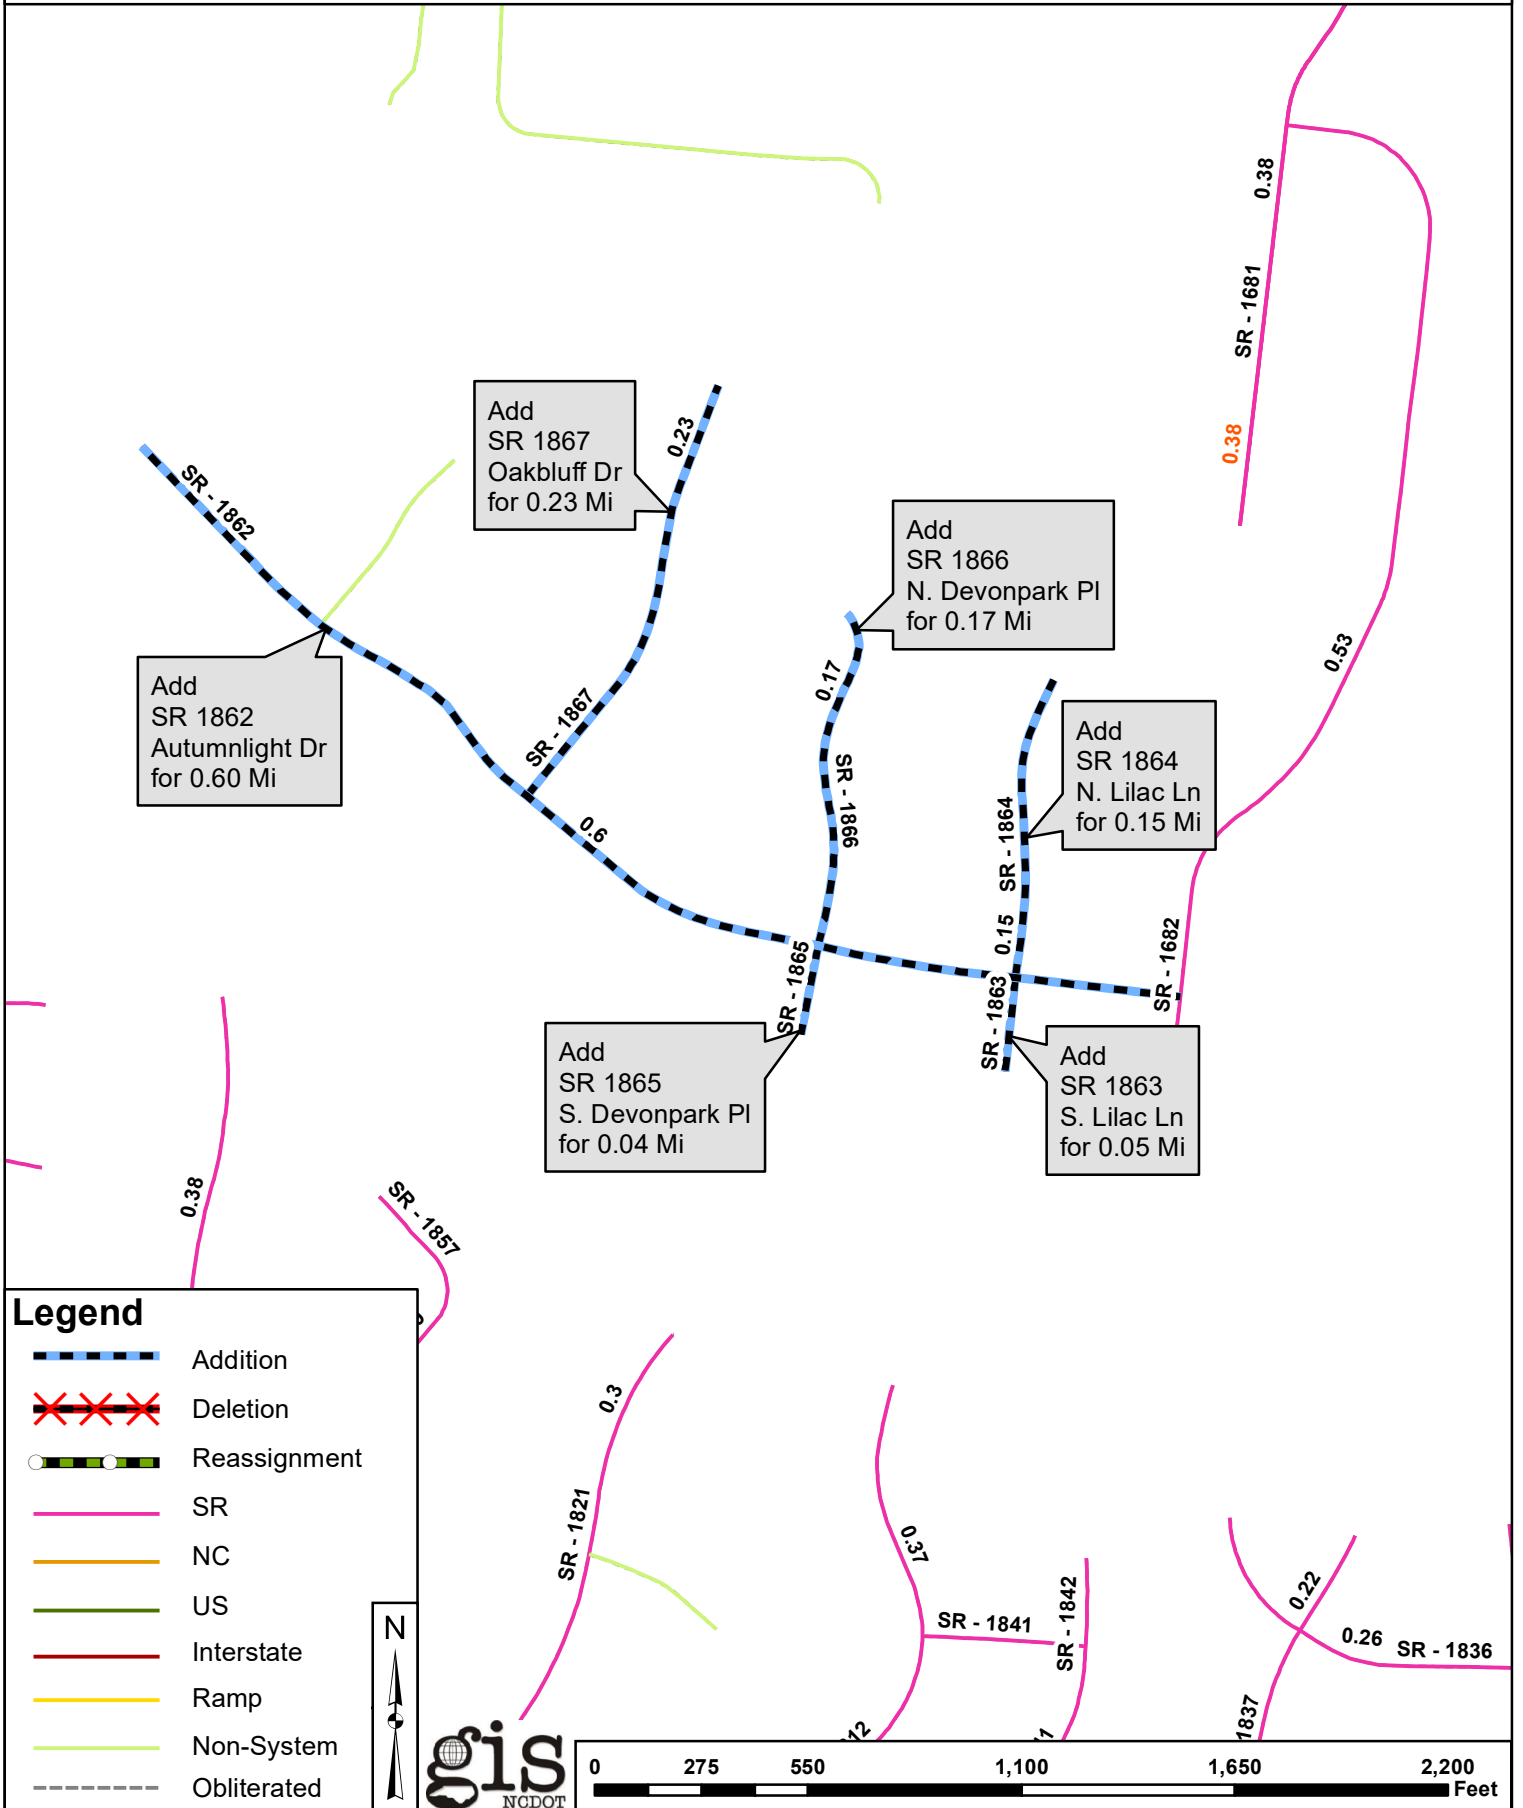 0.38
SR - 1681
0.38
Add
SR 1867
Oakbluff Dr
for 0.23 Mi
0.23
SR - 1862
Add
SR 1866
N. Devonpark Pl
for 0.17 Mi
0.53
Add
SR 1862
Autumnlight Dr
for 0.60 Mi
SR - 1867
0.17
SR - 1866
Add
SR 1864
N. Lilac Ln
for 0.15 Mi
SR - 1864
0.6
0.15
SR - 1682
SR - 1865
SR - 1863
Add
SR 1865
S. Devonpark Pl
for 0.04 Mi
Add
SR 1863
S. Lilac Ln
for 0.05 Mi
0.38
SR - 1857
0.3
SR - 1821
0.37
SR - 1841
SR - 1842
0.22
0.26
SR - 1836
1837
12
Legend
Addition
Deletion
Reassignment
SR
NC
US
Interstate
Ramp
Non-System
Obliterated
N
gis
NCDOT
0 275 550 1,100 1,650 2,200
Feet